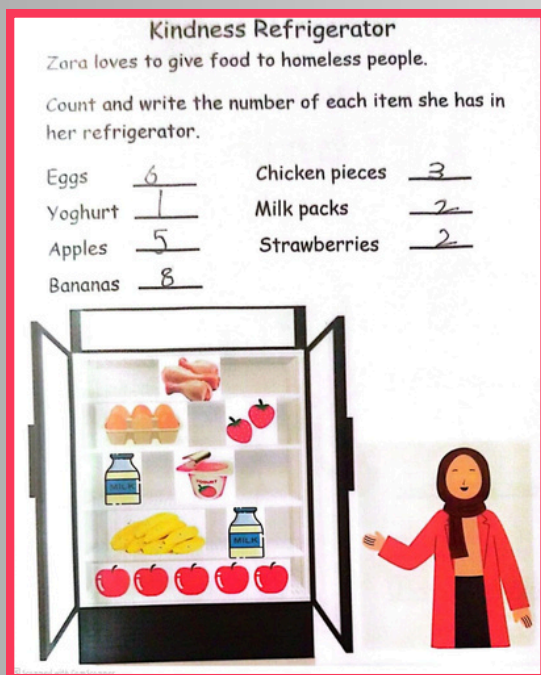 Kindness Refrigerator
Zara loves to give food to homeless people.
Count and write the number of each item she has in
her refrigerator.
Eggs 6
Chicken pieces 3
Yoghurt 1
Milk packs 2
Apples 5
Strawberries 2
Bananas 8
YOGHURT
MILK
MILK